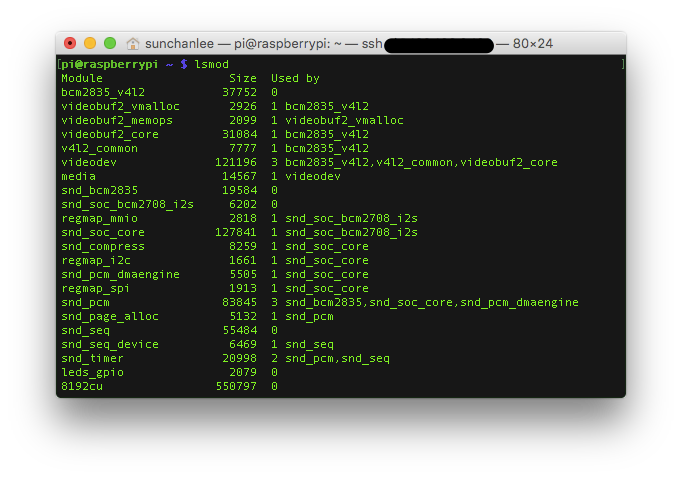 sunchanlee — pi@raspberrypi: ~ — ssh — 80×24
[pi@raspberrypi ~ $ lsmod ]
Module Size Used by
bcm2835_v4l2 37752 0
videobuf2_vmalloc 2926 1 bcm2835_v4l2
videobuf2_memops 2099 1 videobuf2_vmalloc
videobuf2_core 31084 1 bcm2835_v4l2
v4l2_common 7777 1 bcm2835_v4l2
videodev 121196 3 bcm2835_v4l2,v4l2_common,videobuf2_core
media 14567 1 videodev
snd_bcm2835 19584 0
snd_soc_bcm2708_i2s 6202 0
regmap_mmio 2818 1 snd_soc_bcm2708_i2s
snd_soc_core 127841 1 snd_soc_bcm2708_i2s
snd_compress 8259 1 snd_soc_core
regmap_i2c 1661 1 snd_soc_core
snd_pcm_dmaengine 5505 1 snd_soc_core
regmap_spi 1913 1 snd_soc_core
snd_pcm 83845 3 snd_bcm2835,snd_soc_core,snd_pcm_dmaengine
snd_page_alloc 5132 1 snd_pcm
snd_seq 55484 0
snd_seq_device 6469 1 snd_seq
snd_timer 20998 2 snd_pcm,snd_seq
leds_gpio 2079 0
8192cu 550797 0